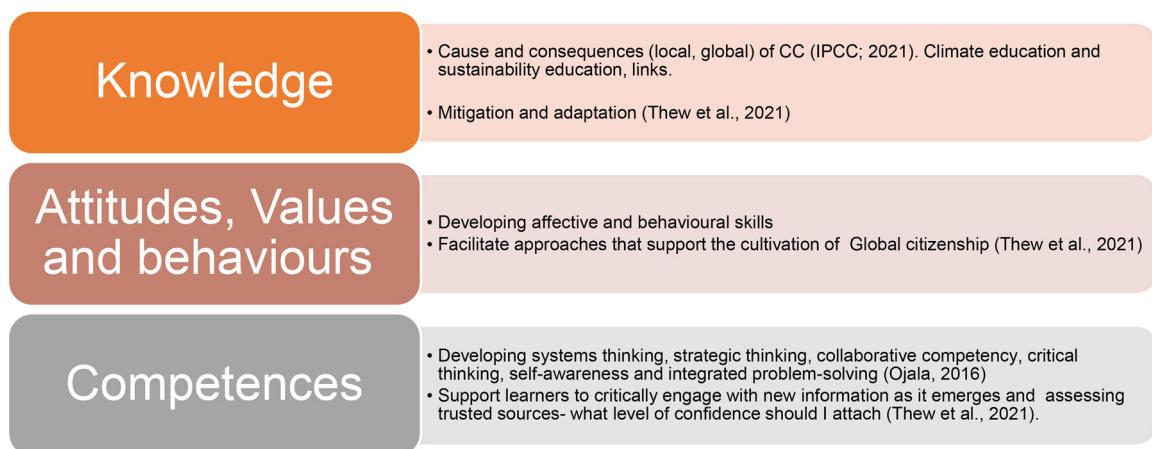 Knowledge
• Cause and consequences (local, global) of CC (IPCC; 2021). Climate education and
sustainability education, links.
• Mitigation and adaptation (Thew et al., 2021)
Attitudes, Values
and behaviours
• Developing affective and behavioural skills
• Facilitate approaches that support the cultivation of  Global citizenship (Thew et al., 2021)
Competences
• Developing systems thinking, strategic thinking, collaborative competency, critical
thinking, self-awareness and integrated problem-solving (Ojala, 2016)
• Support learners to critically engage with new information as it emerges and  assessing
trusted sources- what level of confidence should I attach (Thew et al., 2021).